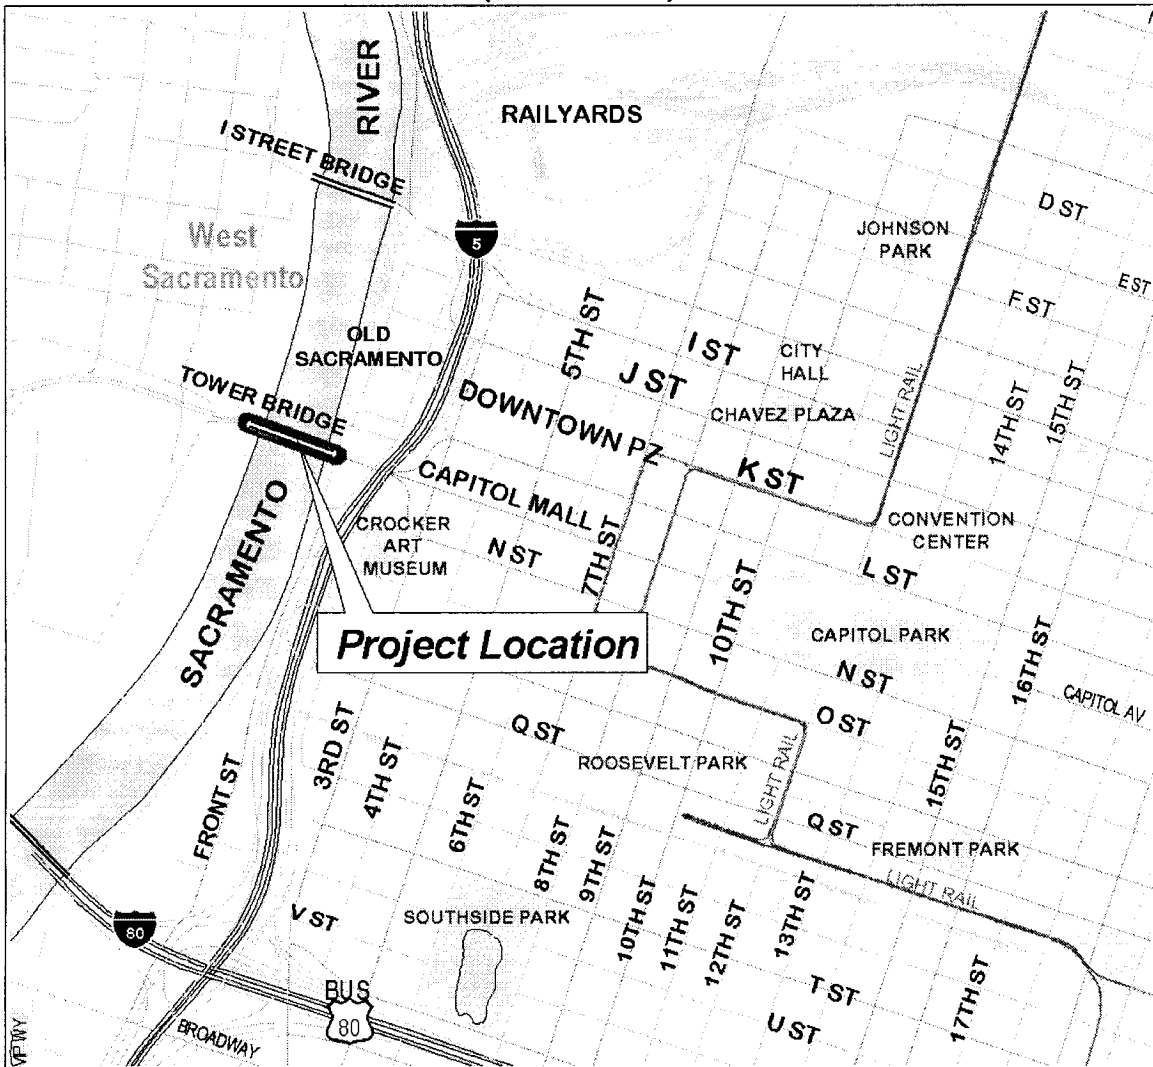 RIVER
RAILYARDS
I STREET BRIDGE
D ST
JOHNSON
PARK
West
Sacramento
5
E ST
F ST
5TH ST
I ST
CITY
HALL
OLD
SACRAMENTO
J ST
15TH ST
14TH ST
LIGHT RAIL
TOWER BRIDGE
DOWNTOWN PZ
CHAVEZ PLAZA
K ST
CAPITOL MALL
CONVENTION
CENTER
SACRAMENTO
CROCKER
ART
MUSEUM
N ST
7TH ST
10TH ST
L ST
Project Location
CAPITOL PARK
N ST
16TH ST
CAPITOL AV
O ST
3RD ST
4TH ST
Q ST
ROOSEVELT PARK
LIGHT RAIL
15TH ST
FRONT ST
6TH ST
8TH ST
9TH ST
Q ST
FREMONT PARK
LIGHT RAIL
10TH ST
11TH ST
12TH ST
13TH ST
V ST
SOUTHSIDE PARK
80
17TH ST
T ST
U ST
BUS
80
BROADWAY